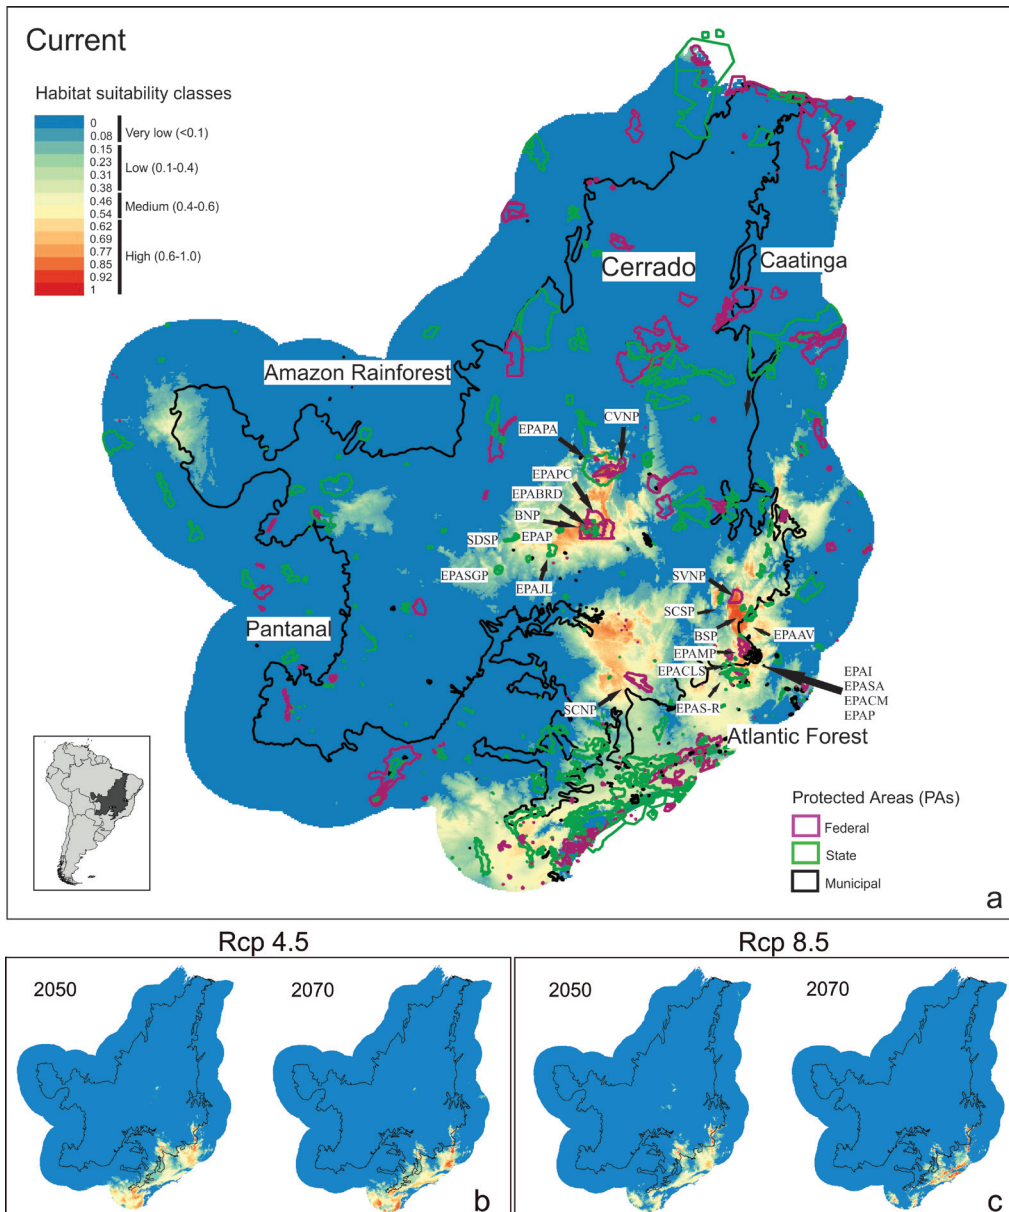 Current
Habitat suitability classes
0
0.08
0.15
0.23
0.31
0.38
0.46
0.54
0.62
0.69
0.77
0.85
0.92
1
Very low (<0.1)
Low (0.1-0.4)
Medium (0.4-0.6)
High (0.6-1.0)
Cerrado
Caatinga
Amazon Rainforest
CVNP
EPAPA
EPAPC
EPABRD
BNP
EPAP
SDSP
EPASGP
EPAJL
Pantanal
SVNP
SCSP
BSP
EPAAV
EPAMP
EPACLS
EPAI
EPASA
EPACM
EPAP
SCNP
EPAS-R
Atlantic Forest
Protected Areas (PAs)
Federal
State
Municipal
a
Rcp 4.5
Rcp 8.5
2050
2070
2050
2070
b
c